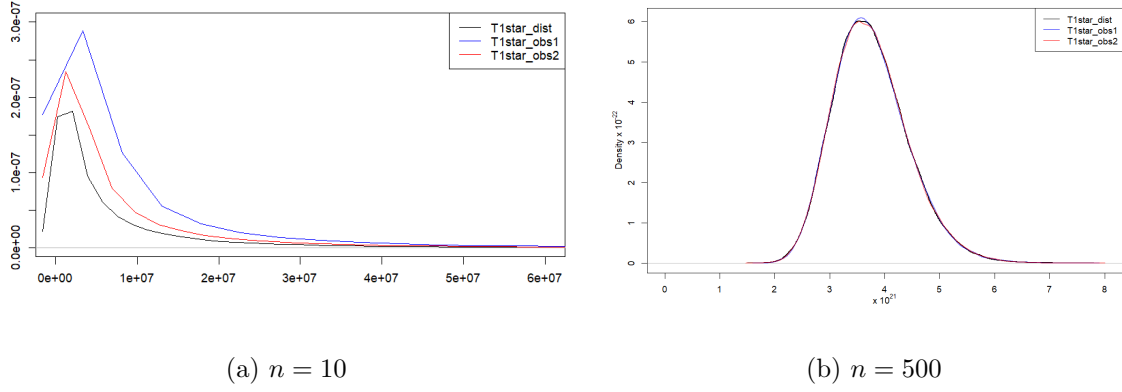 3.0e-07
2.0e-07
1.0e-07
0.0e+00
0e+00 1e+07 2e+07 3e+07 4e+07 5e+07 6e+07
T1star_dist
T1star_obs1
T1star_obs2
(a) n = 10
6
5
4
3
2
1
0
Density x 10^-22
0 1 2 3 4 5 6 7 8
x 10^21
T1star_dist
T1star_obs1
T1star_obs2
(b) n = 500